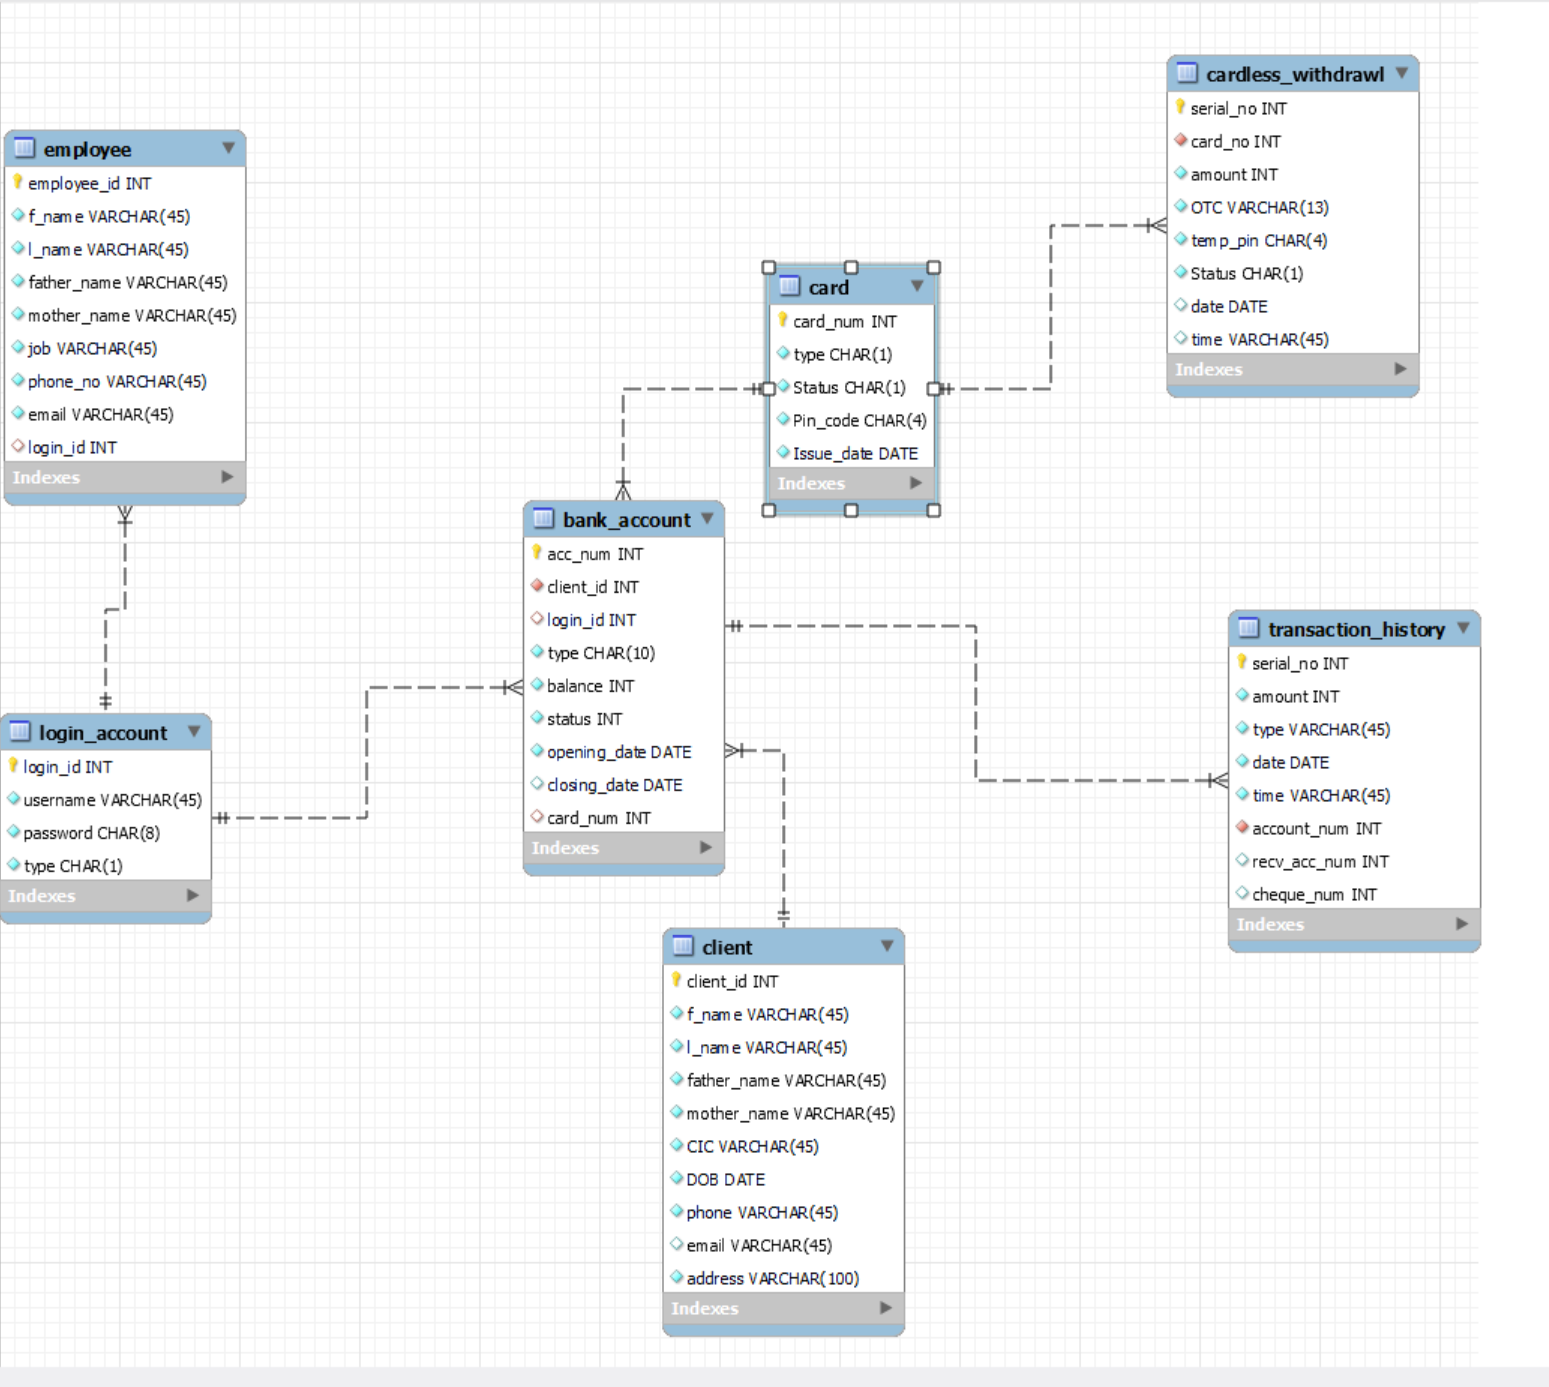 employee
employee_id INT
f_name VARCHAR(45)
l_name VARCHAR(45)
father_name VARCHAR(45)
mother_name VARCHAR(45)
job VARCHAR(45)
phone_no VARCHAR(45)
email VARCHAR(45)
login_id INT
Indexes
login_account
login_id INT
username VARCHAR(45)
password CHAR(8)
type CHAR(1)
Indexes
bank_account
acc_num INT
client_id INT
login_id INT
type CHAR(10)
balance INT
status INT
opening_date DATE
closing_date DATE
card_num INT
Indexes
card
card_num INT
type CHAR(1)
Status CHAR(1)
Pin_code CHAR(4)
Issue_date DATE
Indexes
client
client_id INT
f_name VARCHAR(45)
l_name VARCHAR(45)
father_name VARCHAR(45)
mother_name VARCHAR(45)
CIC VARCHAR(45)
DOB DATE
phone VARCHAR(45)
email VARCHAR(45)
address VARCHAR(100)
Indexes
cardless_withdrawl
serial_no INT
card_no INT
amount INT
OTC VARCHAR(13)
temp_pin CHAR(4)
Status CHAR(1)
date DATE
time VARCHAR(45)
Indexes
transaction_history
serial_no INT
amount INT
type VARCHAR(45)
date DATE
time VARCHAR(45)
account_num INT
recv_acc_num INT
cheque_num INT
Indexes